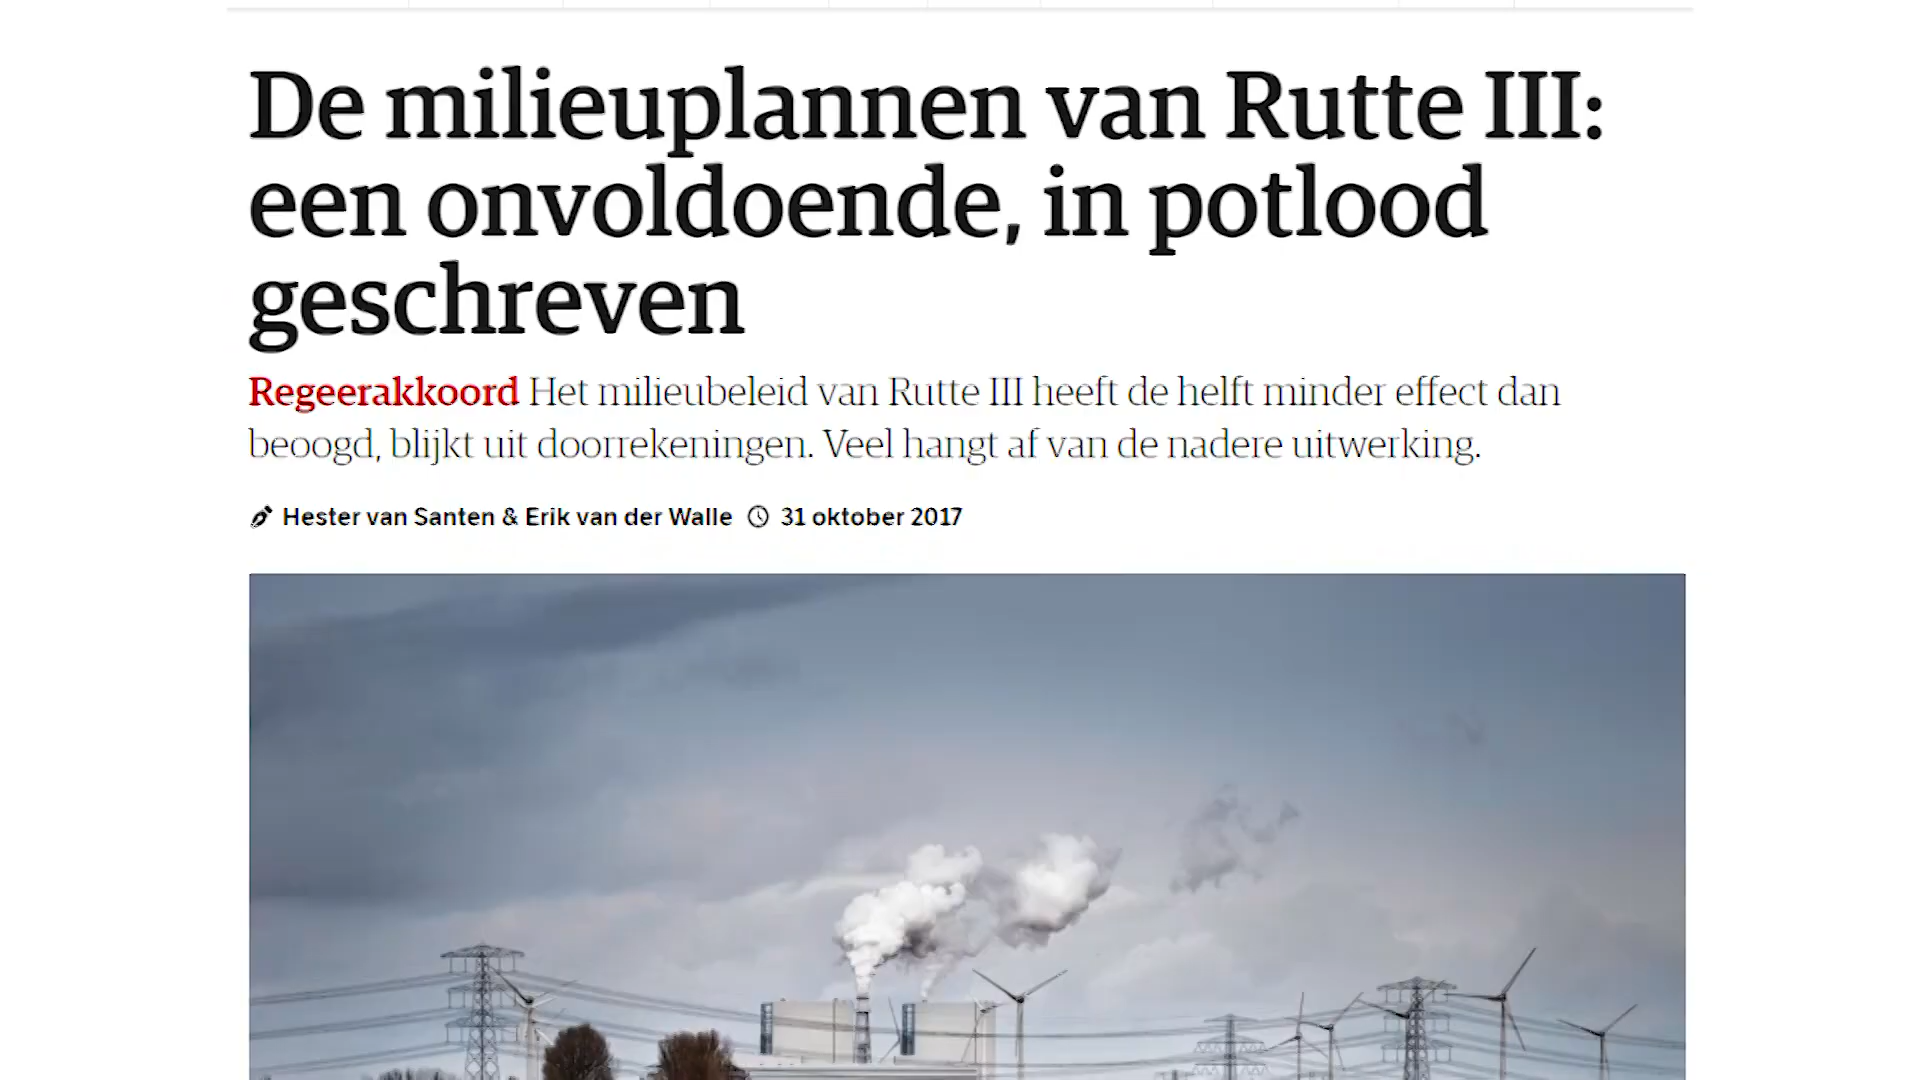 De milieuplannen van Rutte III:
een onvoldoende, in potlood
geschreven
Regeerakkoord Het milieubeleid van Rutte III heeft de helft minder effect dan
beoogd, blijkt uit doorrekeningen. Veel hangt af van de nadere uitwerking.
Hester van Santen & Erik van der Walle 31 oktober 2017